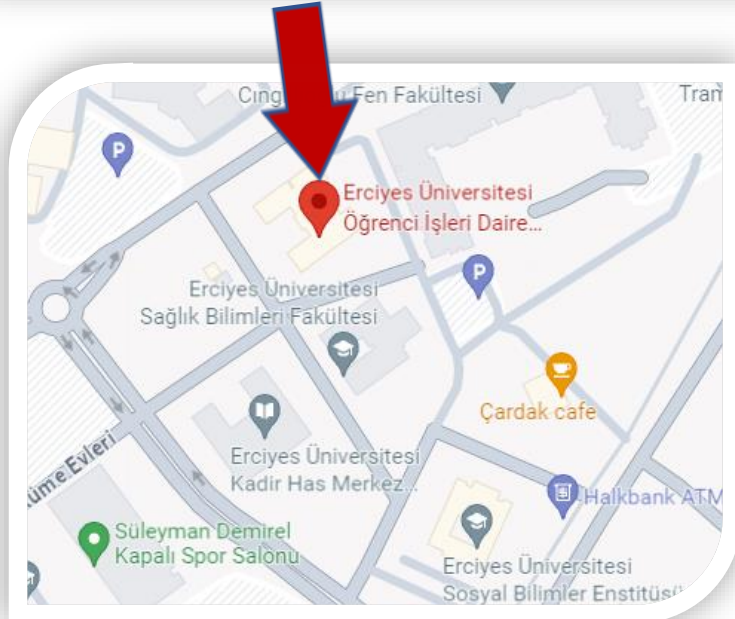 Fen Fakültesi
Tram
P
Erciyes Üniversitesi
Öğrenci İşleri Daire...
P
Erciyes Üniversitesi
Sağlık Bilimleri Fakültesi
Çardak cafe
Erciyes Üniversitesi
Kadir Has Merkez...
Halkbank ATM
Süleyman Demirel
Kapalı Spor Salonu
Erciyes Üniversitesi
Sosyal Bilimler Enstitüsü